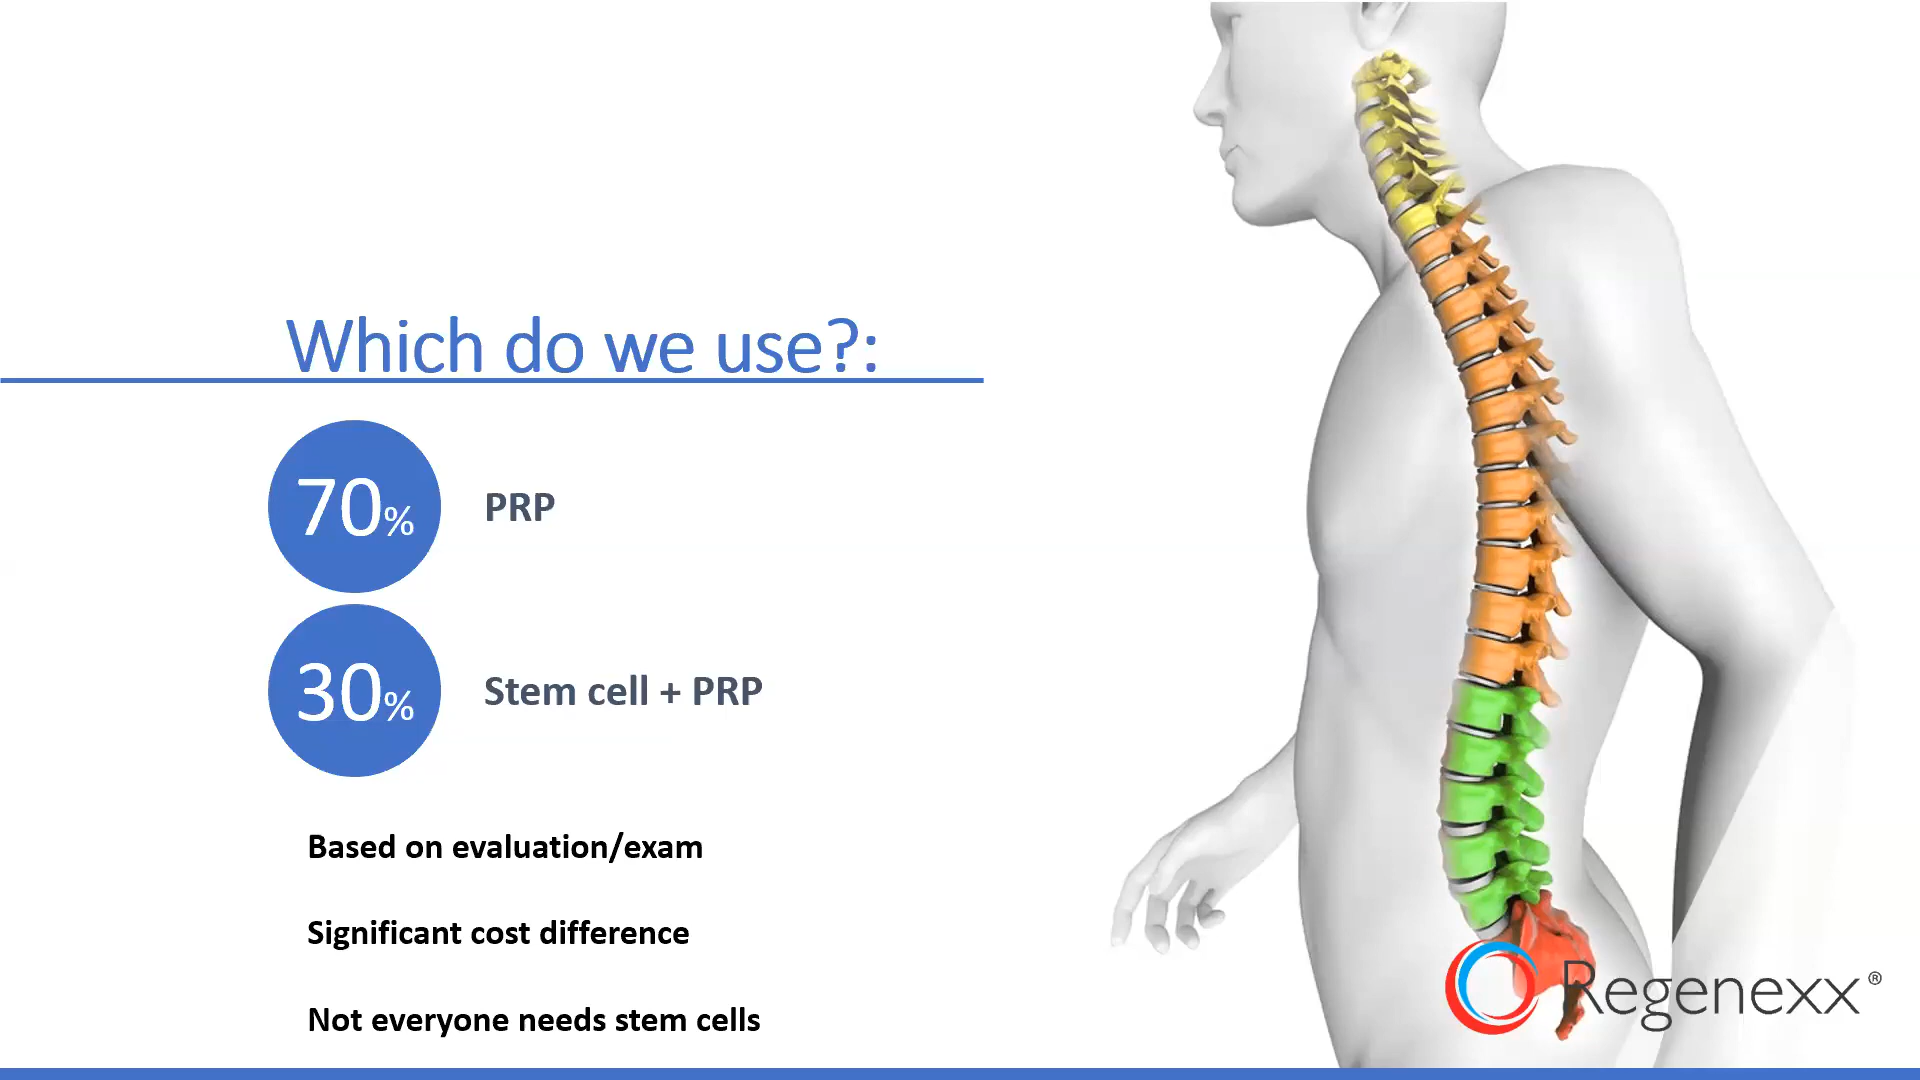 Which do we use?:
70%
PRP
30%
Stem cell + PRP
Based on evaluation/exam
Significant cost difference
Not everyone needs stem cells
Regenexx®